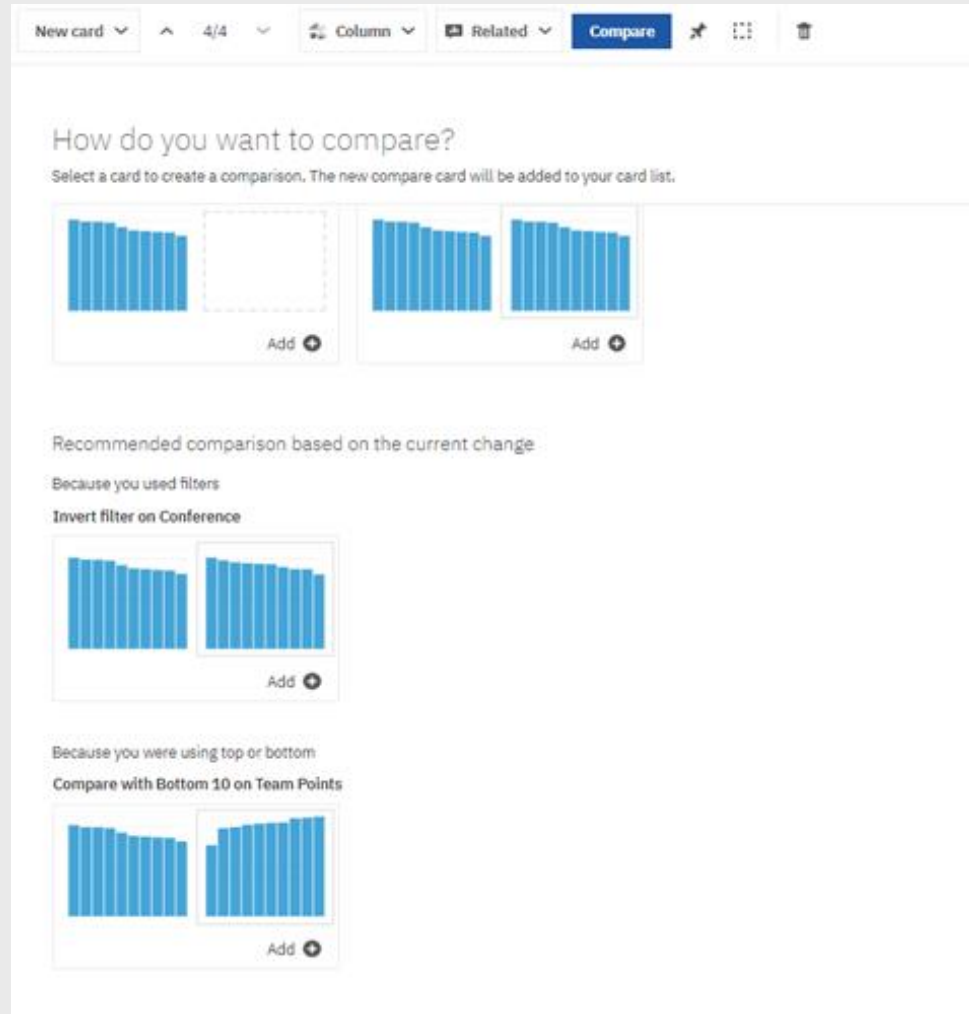 New card 4/4 Column Related Compare
How do you want to compare?
Select a card to create a comparison. The new compare card will be added to your card list.
Add Add
Recommended comparison based on the current change
Because you used filters
Invert filter on Conference
Add
Because you were using top or bottom
Compare with Bottom 10 on Team Points
Add